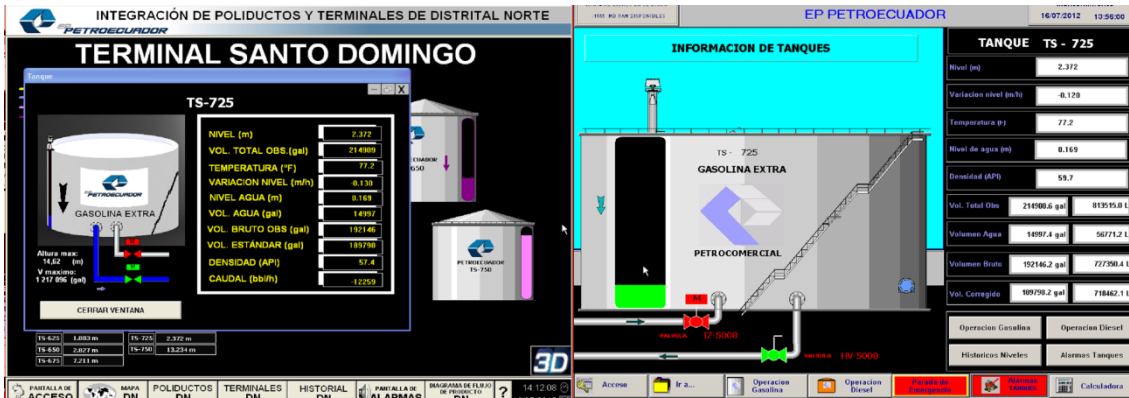 INTEGRACIÓN DE POLIDUCTOS Y TERMINALES DE DISTRITAL NORTE
EP PETROECUADOR
TERMINAL SANTO DOMINGO
Tanque
X
TS-725
NIVEL (m) 2.372
VOL. TOTAL OBS.(gal) 214909
TEMPERATURA (°F) 77.2
VARIACION NIVEL (m/h) -0.130
NIVEL AGUA (m) 0.169
VOL. AGUA (gal) 14997
VOL. BRUTO OBS (gal) 192146
VOL. ESTÁNDAR (gal) 189798
DENSIDAD (API) 57.4
CAUDAL (bbl/h) -12259
EP PETROECUADOR
GASOLINA EXTRA
M
M
Altura max:
14,62 (m)
V maximo:
1 217 096 (gal)
CERRAR VENTANA
650
PETROECUADOR
TS-750
TS-625 1.883 m TS-725 2.372 m
TS-650 2.027 m TS-750 13.234 m
TS-675 7.211 m
3D
PANTALLA DE ACCESO
MAPA DN
POLIDUCTOS DN
TERMINALES DN
HISTORIAL DN
PANTALLA DE ALARMAS
DIAGRAMA DE FLUJO DE PRODUCTO DN
?
14:12:08
EP PETROECUADOR
16/07/2012 13:56:00
INFORMACION DE TANQUES
TS - 725
GASOLINA EXTRA
PETROCOMERCIAL
M
VALVULA IZ-5008
VALVULA HV-5008
TANQUE TS - 725
Nivel (m) 2.372
Variacion nivel (m/h) -0.120
Temperatura (F) 77.2
Nivel de agua (m) 0.169
Densidad (API) 59.7
Vol. Total Obs 214908.6 gal 813515.0 L
Volumen Agua 14997.4 gal 56771.2 L
Volumen Bruto 192146.2 gal 727350.4 L
Vol. Corregido 189798.2 gal 718462.1 L
Operacion Gasolina Operacion Diesel
Historicos Niveles Alarmas Tanques
Acceso
Ir a...
Operacion Gasolina
Operacion Diesel
Parada de Emergencia
Alarmas TANQUES
Calculadora